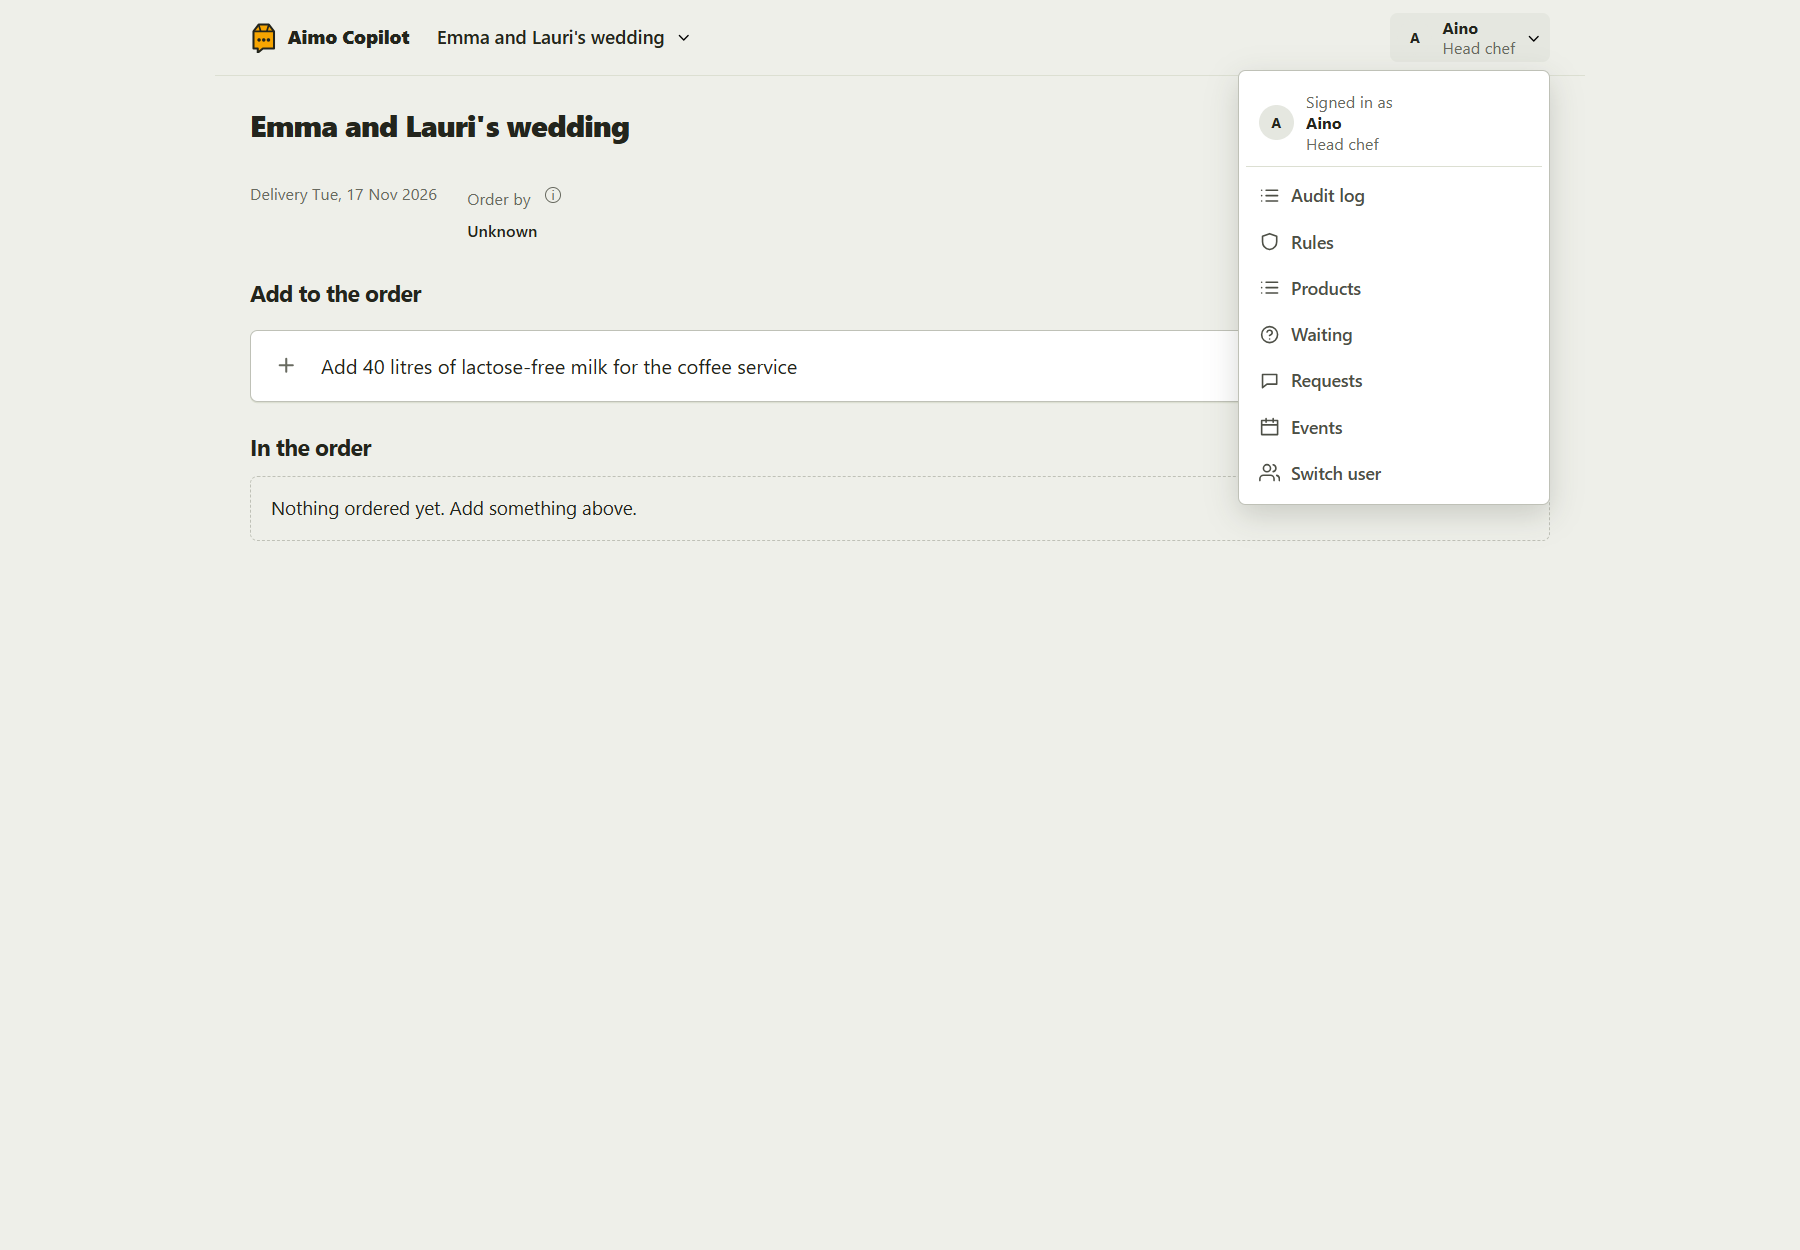 Aimo Copilot
Emma and Lauri's wedding
A
Aino
Head chef
Emma and Lauri's wedding
Delivery Tue, 17 Nov 2026
Order by
Unknown
Add to the order
Add 40 litres of lactose-free milk for the coffee service
In the order
Nothing ordered yet. Add something above.
A
Signed in as
Aino
Head chef
Audit log
Rules
Products
Waiting
Requests
Events
Switch user